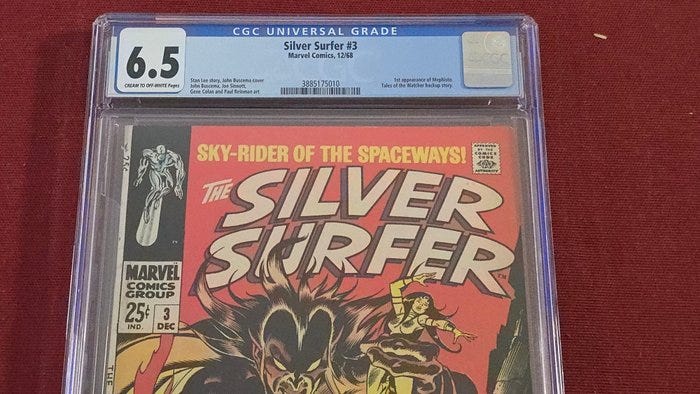 CGC UNIVERSAL GRADE
6.5
CREAM TO OFF-WHITE Pages
Silver Surfer #3
Marvel Comics, 12/68
Stan Lee story, John Buscema cover
John Buscema, Joe Sinnott,
Gene Colan and Paul Reinman art
3885175010
1st appearance of Mephisto.
Tales of the Watcher backup story.
CGC
SKY-RIDER OF THE SPACEWAYS!
APPROVED
BY THE
COMICS
CODE
AUTHORITY
THE
SILVER
SURFER
MARVEL
COMICS
GROUP
25¢
IND.
3
DEC
THE